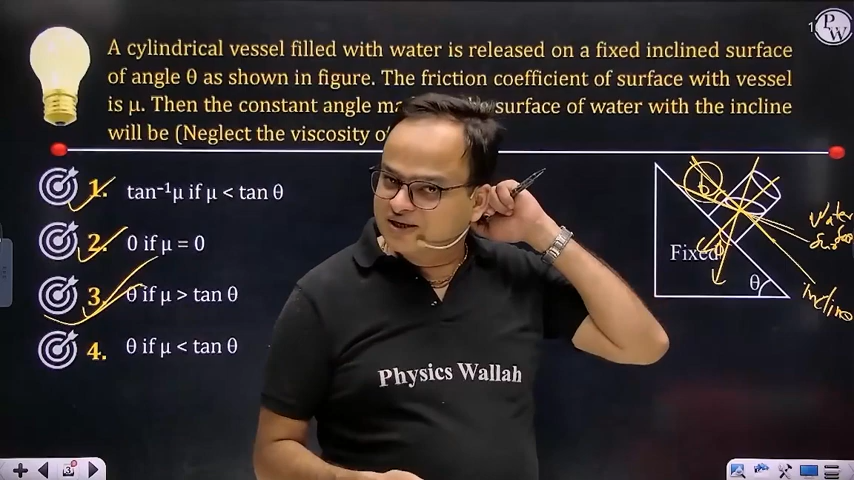 A cylindrical vessel filled with water is released on a fixed inclined surface
of angle θ as shown in figure. The friction coefficient of surface with vessel
is μ. Then the constant angle ma surface of water with the incline
will be (Neglect the viscosity o
1. tan⁻¹μ if μ < tan θ
2. 0 if μ = 0
3. θ if μ > tan θ
4. θ if μ < tan θ
P
W
Water
Fixed
θ
incline
Physics Wallah